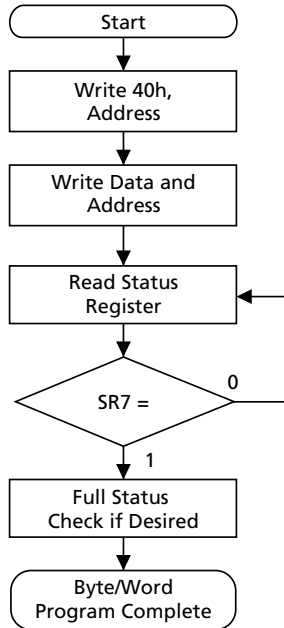 Start
Write 40h,
Address
Write Data and
Address
Read Status
Register
SR7 =
0
1
Full Status
Check if Desired
Byte/Word
Program Complete